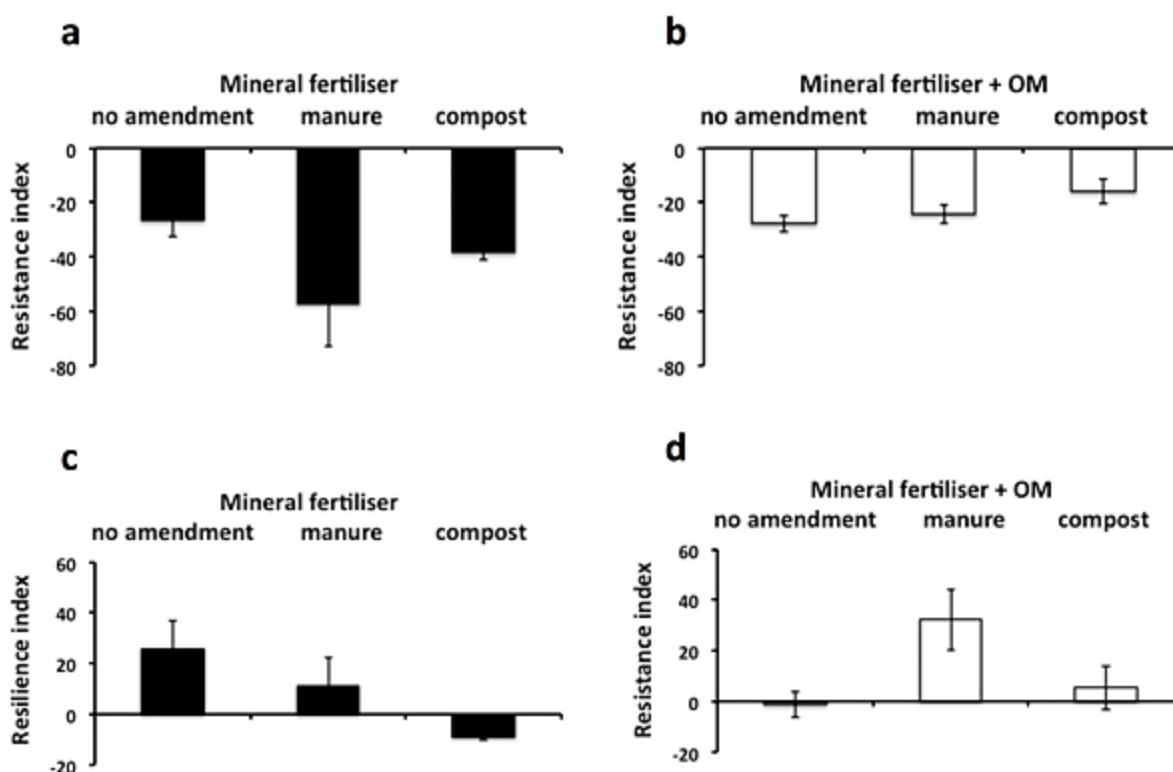 a
Mineral fertiliser
no amendment manure compost
Resistance index
0
-20
-40
-60
-80
b
Mineral fertiliser + OM
no amendment manure compost
Resistance index
0
-20
-40
-60
-80
c
Mineral fertiliser
no amendment manure compost
Resilience index
60
40
20
0
-20
d
Mineral fertiliser + OM
no amendment manure compost
Resistance index
60
40
20
0
-20